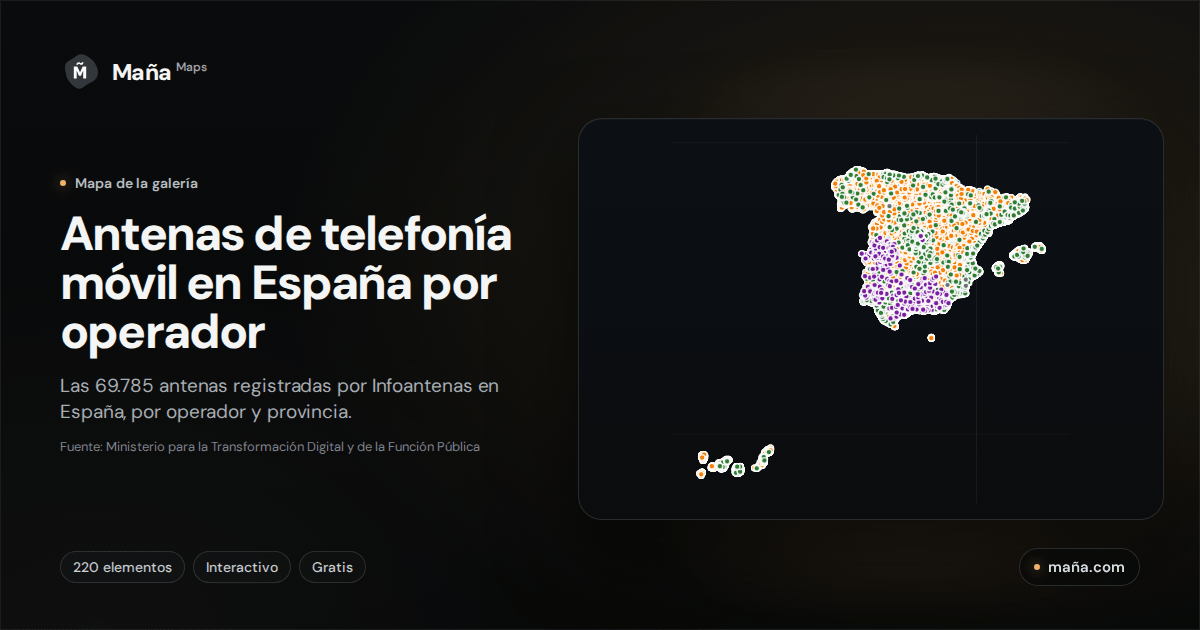 M̃
Maña Maps
Mapa de la galería
Antenas de telefonía
móvil en España por
operador
Las 69.785 antenas registradas por Infoantenas en
España, por operador y provincia.
Fuente: Ministerio para la Transformación Digital y de la Función Pública
220 elementos
Interactivo
Gratis
maña.com